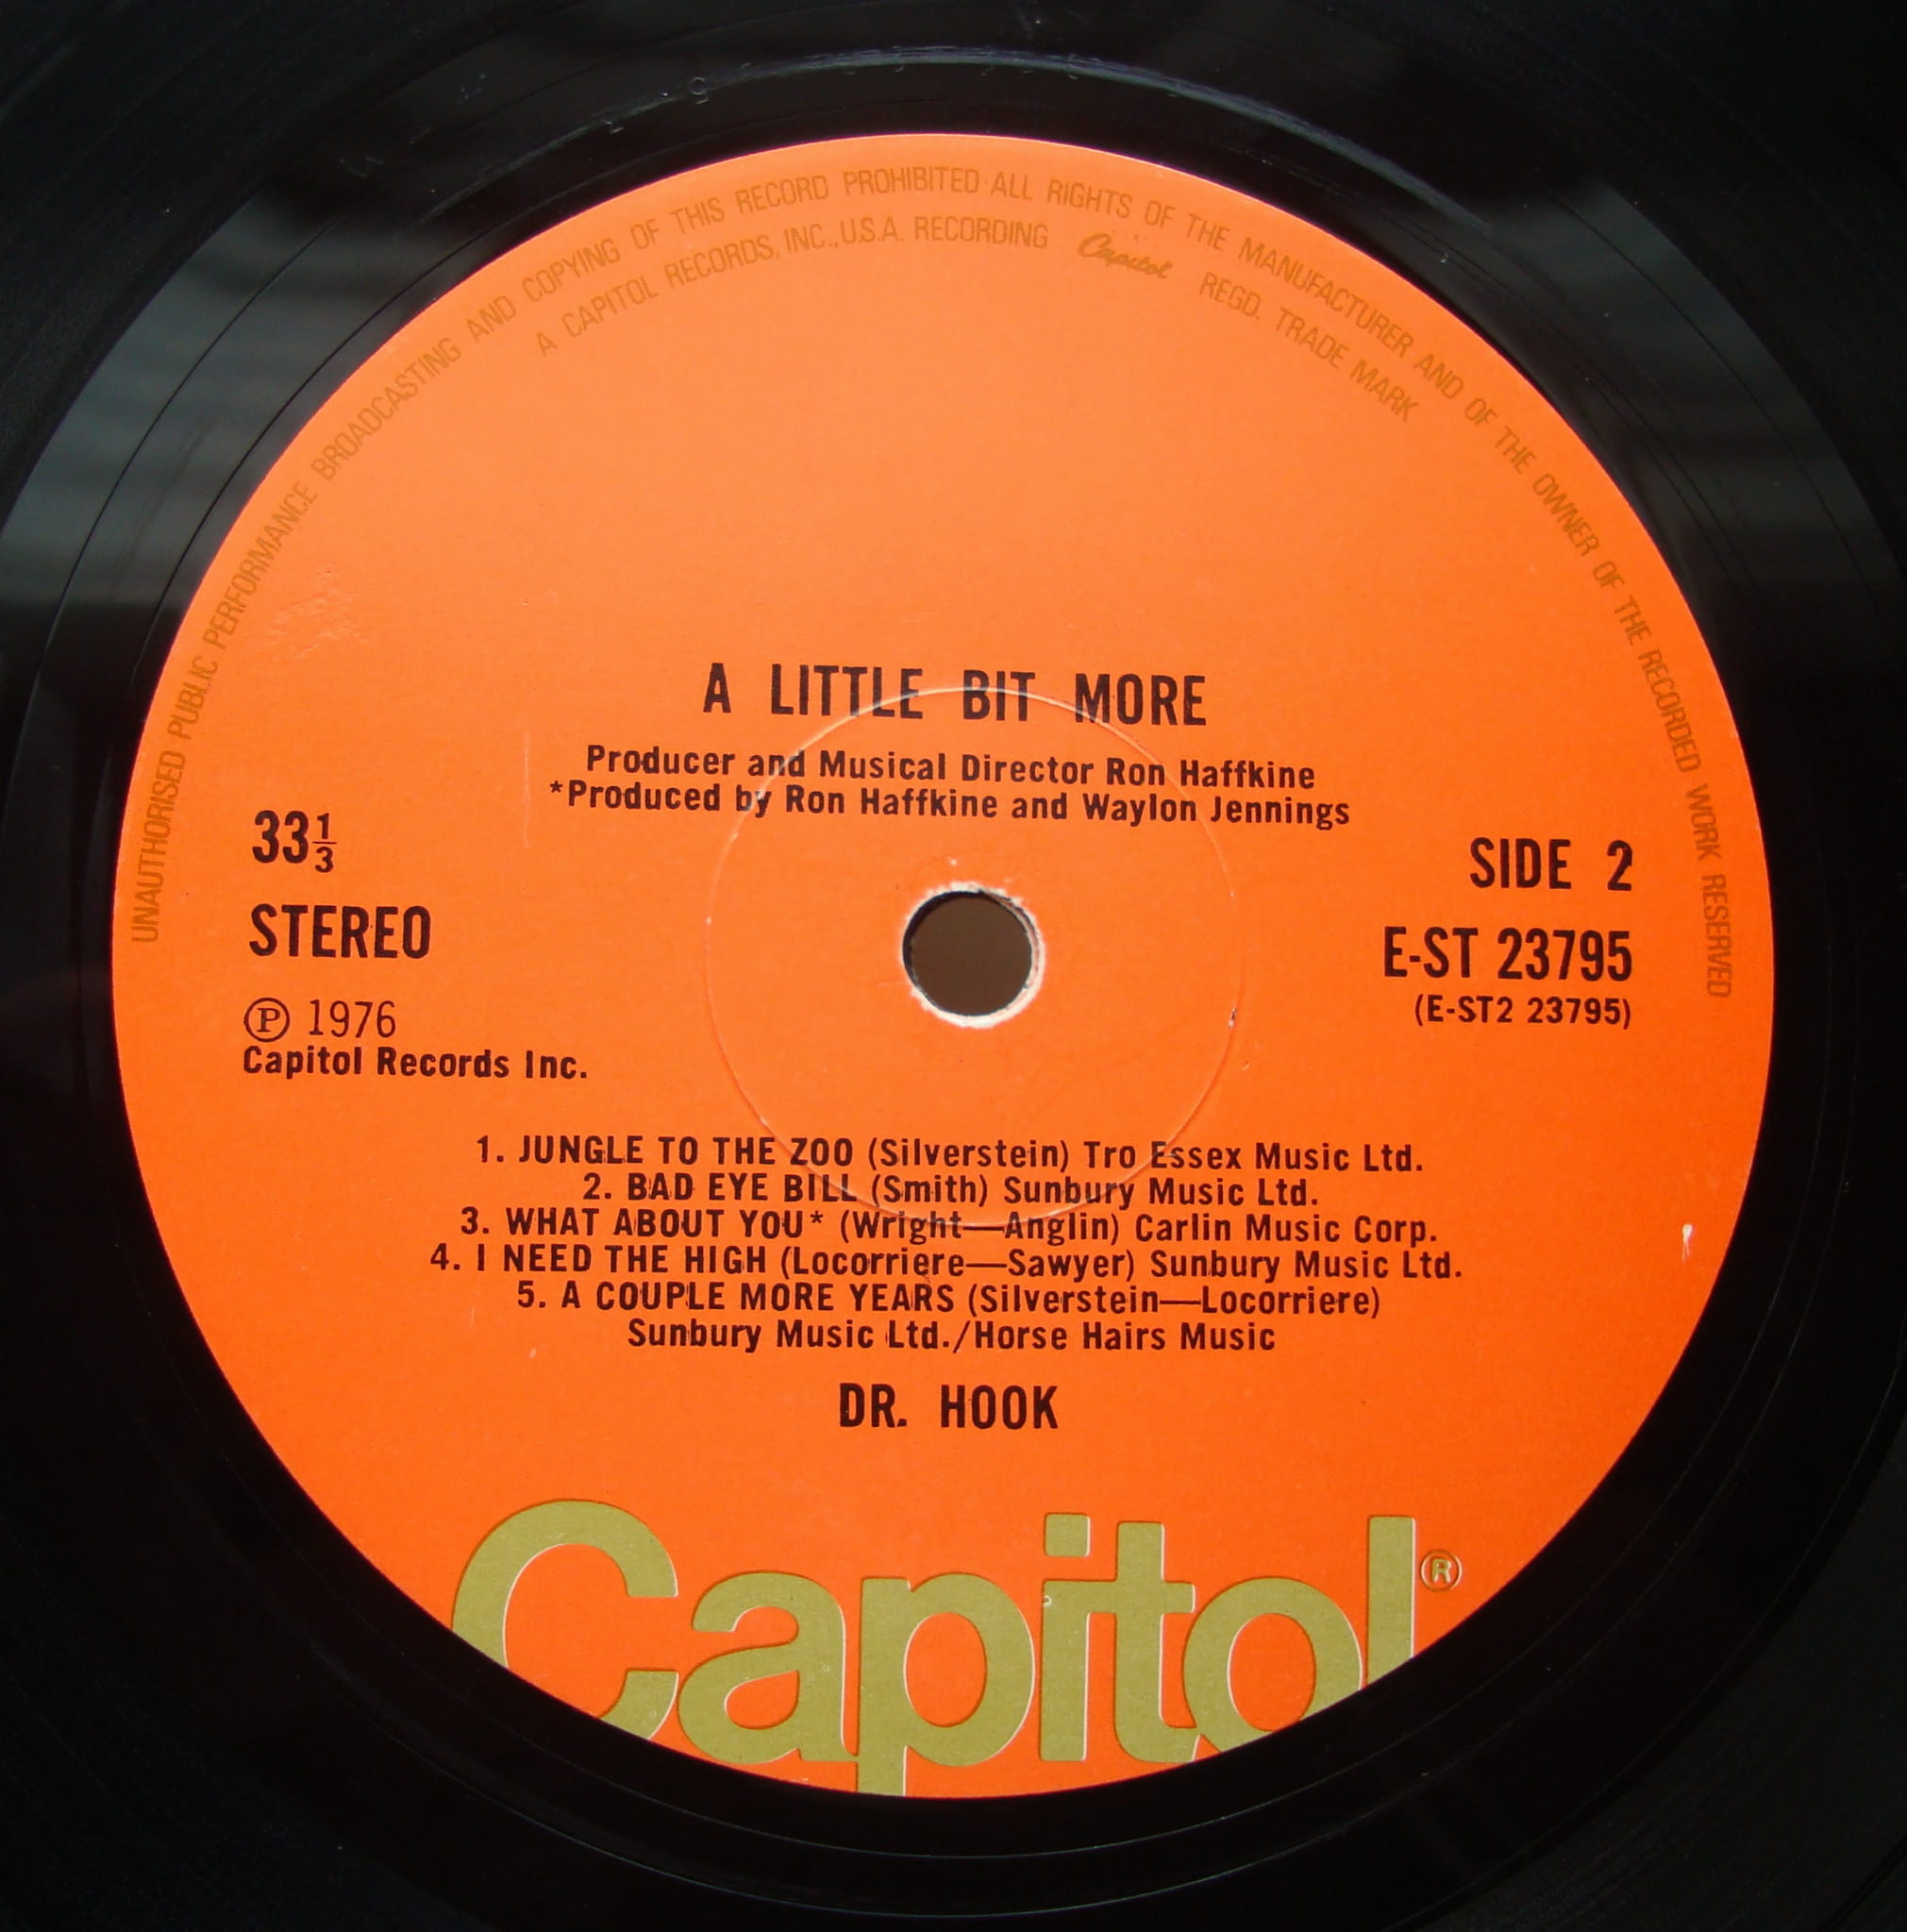 UNAUTHORISED PUBLIC PERFORMANCE BROADCASTING AND COPYING OF THIS RECORD PROHIBITED·ALL RIGHTS OF THE MANUFACTURER AND OF THE OWNER OF THE RECORDED WORK RESERVED
A CAPITOL RECORDS, INC., U.S.A. RECORDING Capitol REGD. TRADE MARK
A LITTLE BIT MORE
Producer and Musical Director Ron Haffkine
*Produced by Ron Haffkine and Waylon Jennings
33⅓
SIDE 2
STEREO
E-ST 23795
(E-ST2 23795)
℗ 1976
Capitol Records Inc.
1. JUNGLE TO THE ZOO (Silverstein) Tro Essex Music Ltd.
2. BAD EYE BILL (Smith) Sunbury Music Ltd.
3. WHAT ABOUT YOU* (Wright—Anglin) Carlin Music Corp.
4. I NEED THE HIGH (Locorriere—Sawyer) Sunbury Music Ltd.
5. A COUPLE MORE YEARS (Silverstein—Locorriere)
Sunbury Music Ltd./Horse Hairs Music
DR. HOOK
Capitol®